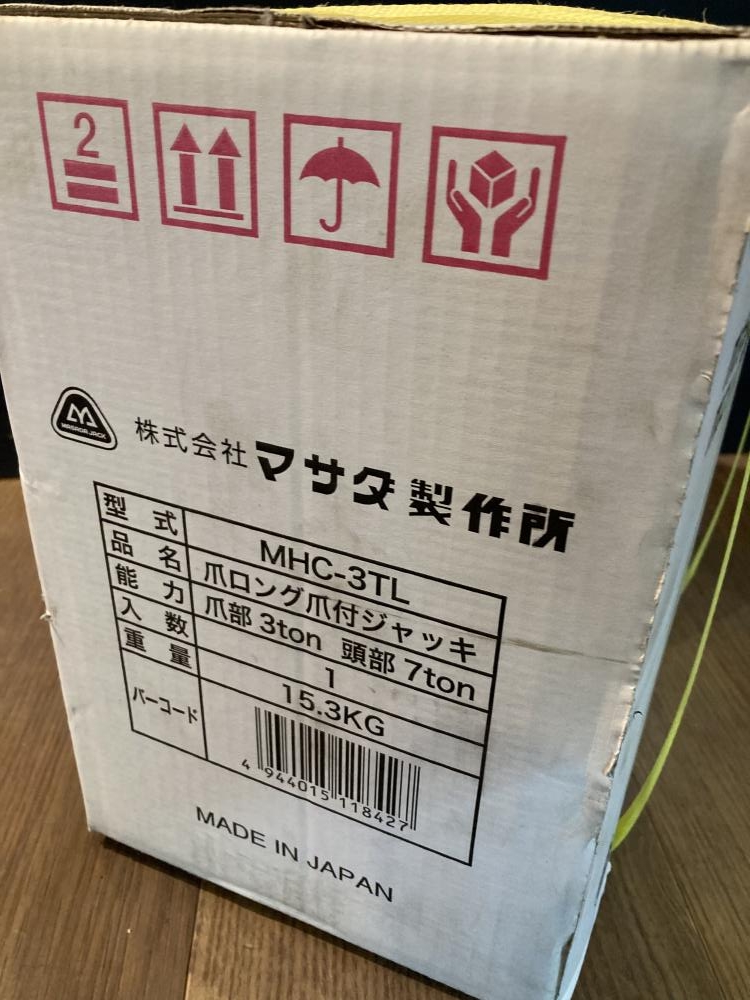 2
MASADA JACK
株式会社マサダ製作所
型式 MHC-3TL
品名 爪ロング爪付ジャッキ
能力 爪部 3ton 頭部 7ton
入数 1
重量 15.3KG
バーコード
4 944015 118427
MADE IN JAPAN